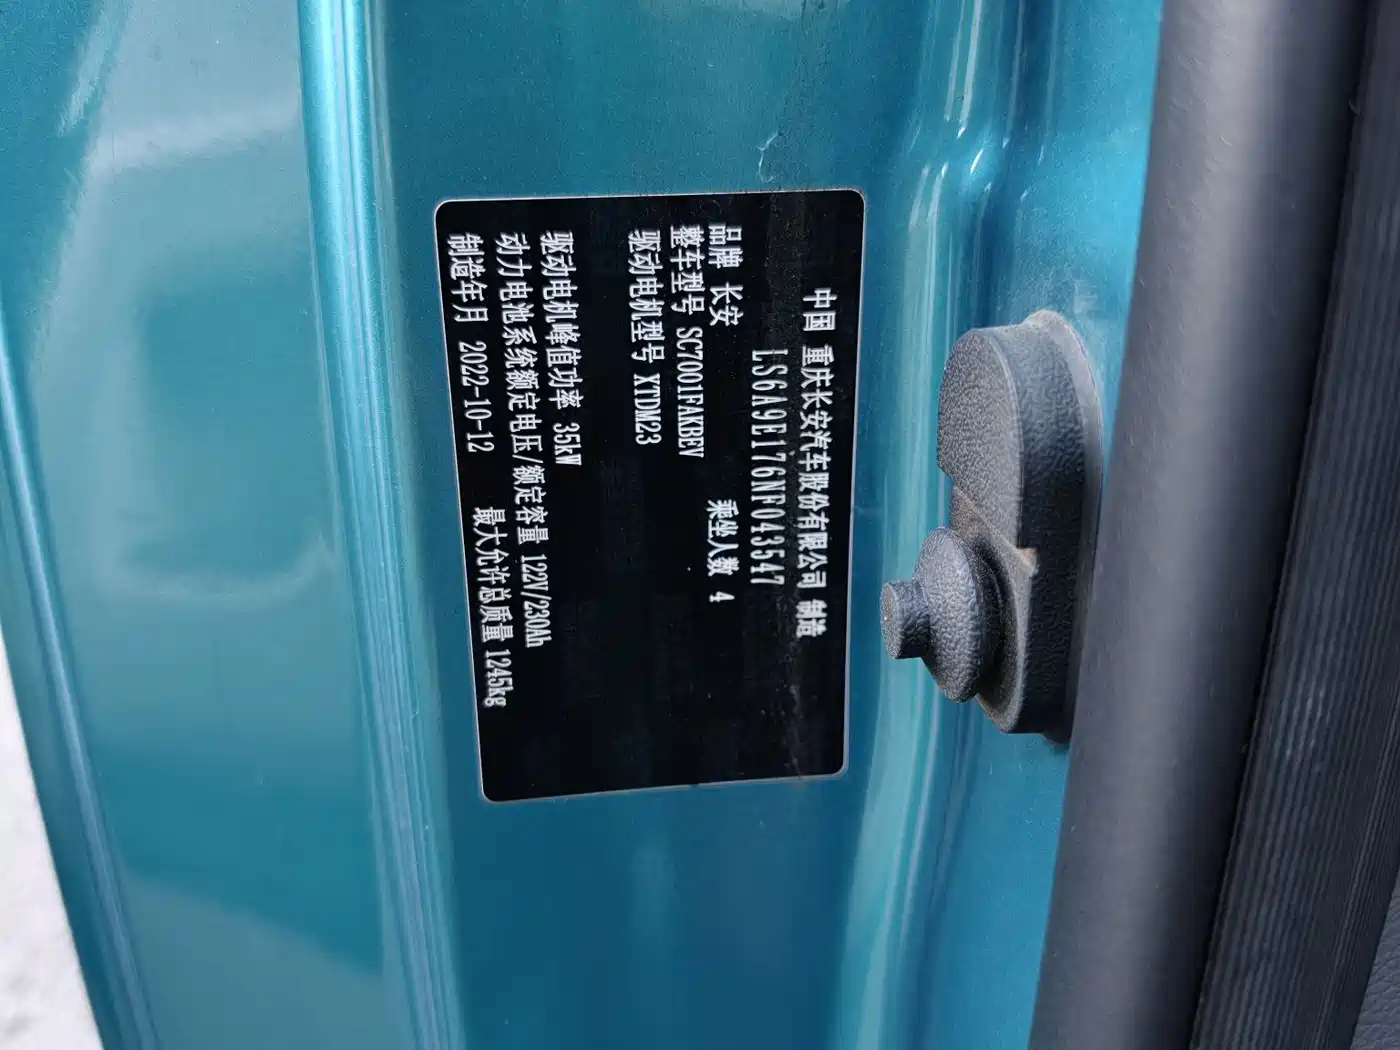 中国 重庆长安汽车股份有限公司 制造
LS6A9E176NF043547
品牌 长安 乘坐人数 4
整车型号 SC7001FAKBEV
驱动电机型号 XTDM23
驱动电机峰值功率 35kW
动力电池系统额定电压/额定容量 122V/230Ah
制造年月 2022-10-12 最大允许总质量 1245kg